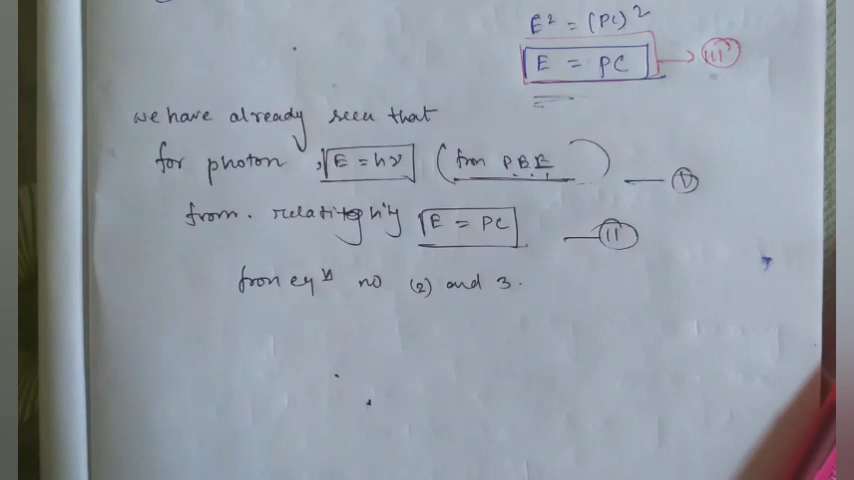 E² = (PC)²
E = PC → (III)
we have already seen that
for photon, E = hν (from P.E.E) — (I)
from. relativity E = PC — (II)
from eqⁿ no (2) and 3.